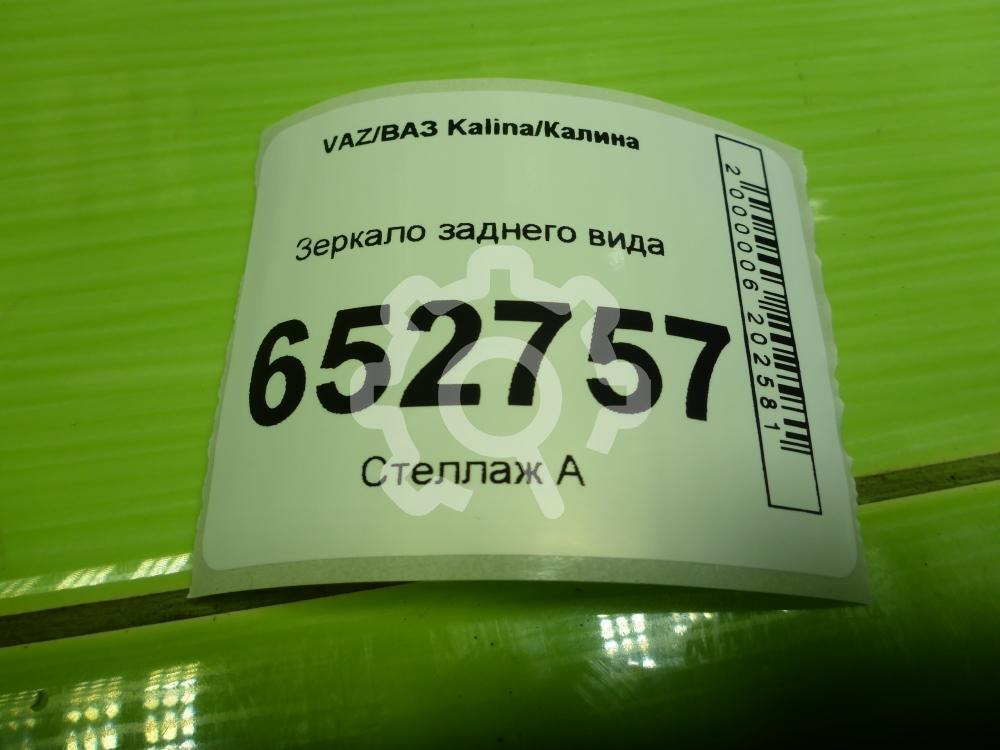 VAZ/ВАЗ Kalina/Калина
Зеркало заднего вида
652757
Стеллаж А
2000006202581